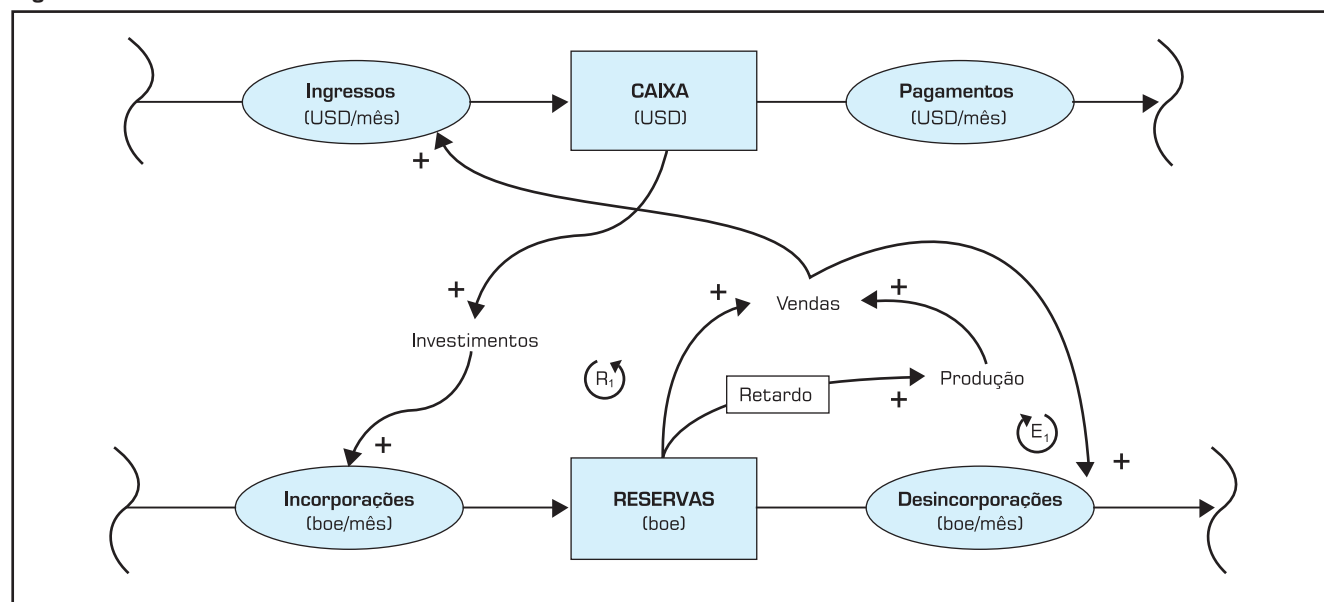 Ingressos
(USD/mês)
CAIXA
(USD)
Pagamentos
(USD/mês)
+
+
+
Vendas
+
Investimentos
R1
Retardo
+
Produção
E1
+
+
Incorporações
(boe/mês)
RESERVAS
(boe)
Desincorporações
(boe/mês)